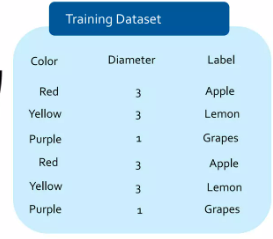 Training Dataset
Color Diameter Label
Red 3 Apple
Yellow 3 Lemon
Purple 1 Grapes
Red 3 Apple
Yellow 3 Lemon
Purple 1 Grapes